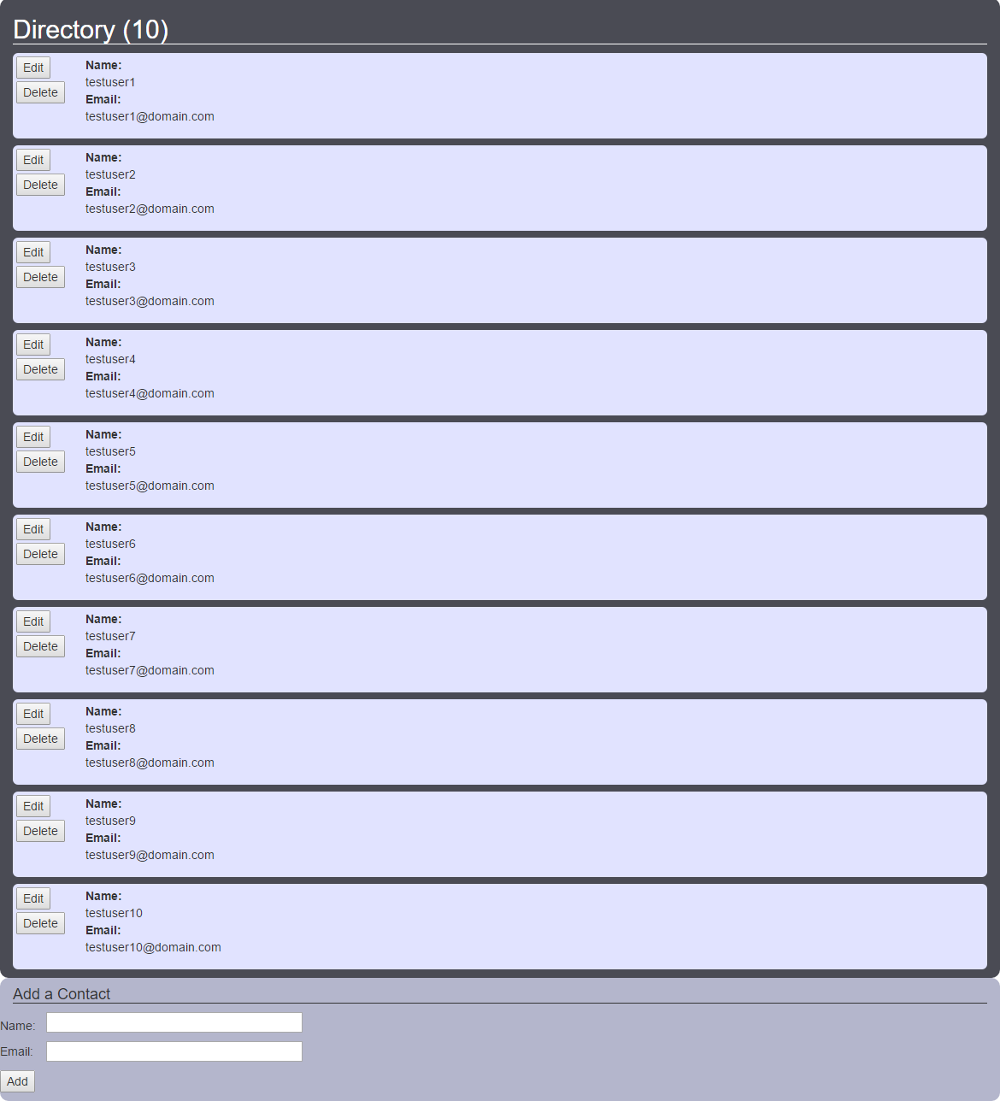 Directory (10)
Edit
Name:
testuser1
Delete
Email:
testuser1@domain.com
Edit
Name:
testuser2
Delete
Email:
testuser2@domain.com
Edit
Name:
testuser3
Delete
Email:
testuser3@domain.com
Edit
Name:
testuser4
Delete
Email:
testuser4@domain.com
Edit
Name:
testuser5
Delete
Email:
testuser5@domain.com
Edit
Name:
testuser6
Delete
Email:
testuser6@domain.com
Edit
Name:
testuser7
Delete
Email:
testuser7@domain.com
Edit
Name:
testuser8
Delete
Email:
testuser8@domain.com
Edit
Name:
testuser9
Delete
Email:
testuser9@domain.com
Edit
Name:
testuser10
Delete
Email:
testuser10@domain.com
Add a Contact
Name:
Email:
Add